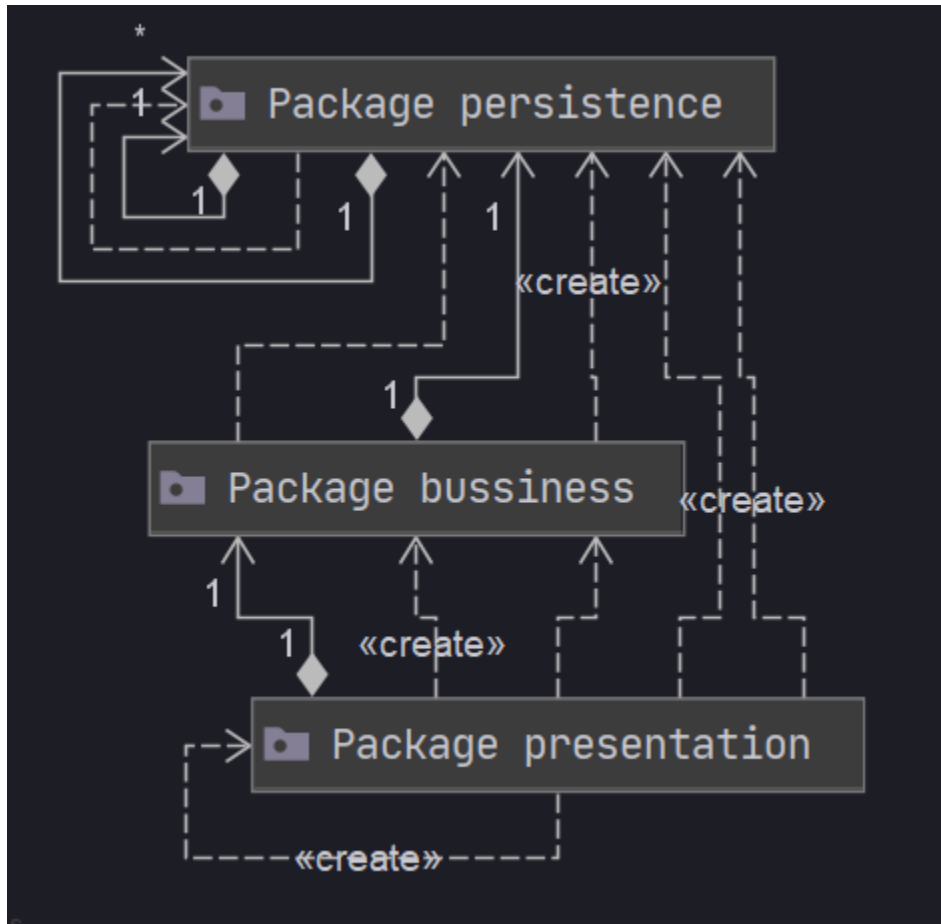 *
Package persistence
1
1
1
1
«create»
1
Package bussiness
«create»
1
1
«create»
Package presentation
«create»